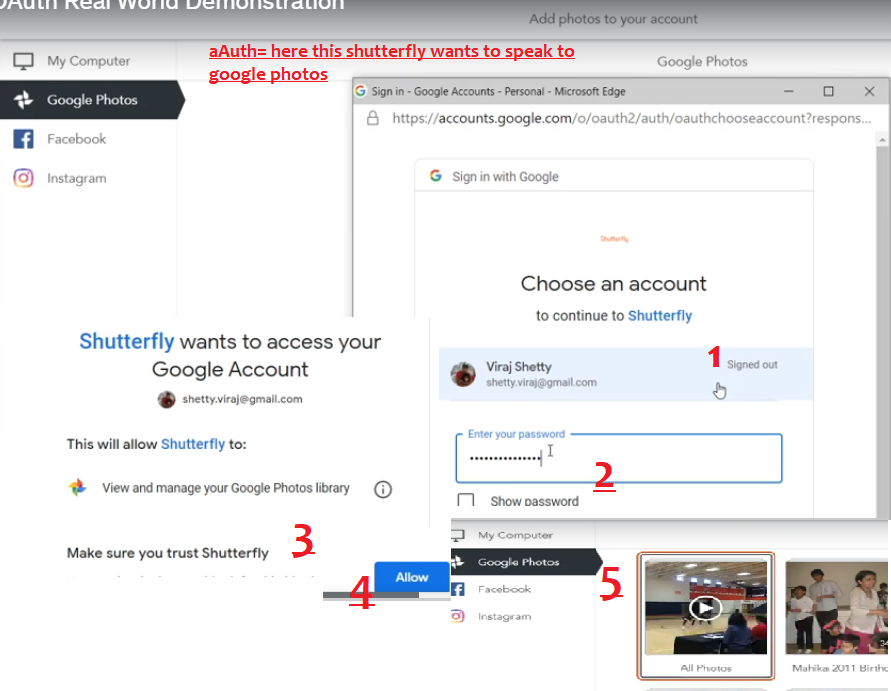 OAuth Real World Demonstration
Add photos to your account
aAuth= here this shutterfly wants to speak to
google photos
My Computer
Google Photos
Facebook
Instagram
Google Photos
Sign in - Google Accounts - Personal - Microsoft Edge
https://accounts.google.com/o/oauth2/auth/oauthchooseaccount?respons...
Sign in with Google
Shutterfly
Choose an account
to continue to Shutterfly
1
Viraj Shetty
Signed out
shetty.viraj@gmail.com
Enter your password
2
Show password
Shutterfly wants to access your
Google Account
shetty.viraj@gmail.com
This will allow Shutterfly to:
View and manage your Google Photos library
Make sure you trust Shutterfly
3
4
Allow
My Computer
Google Photos
Facebook
Instagram
5
All Photos
34
Mahikai 2011 Birthd